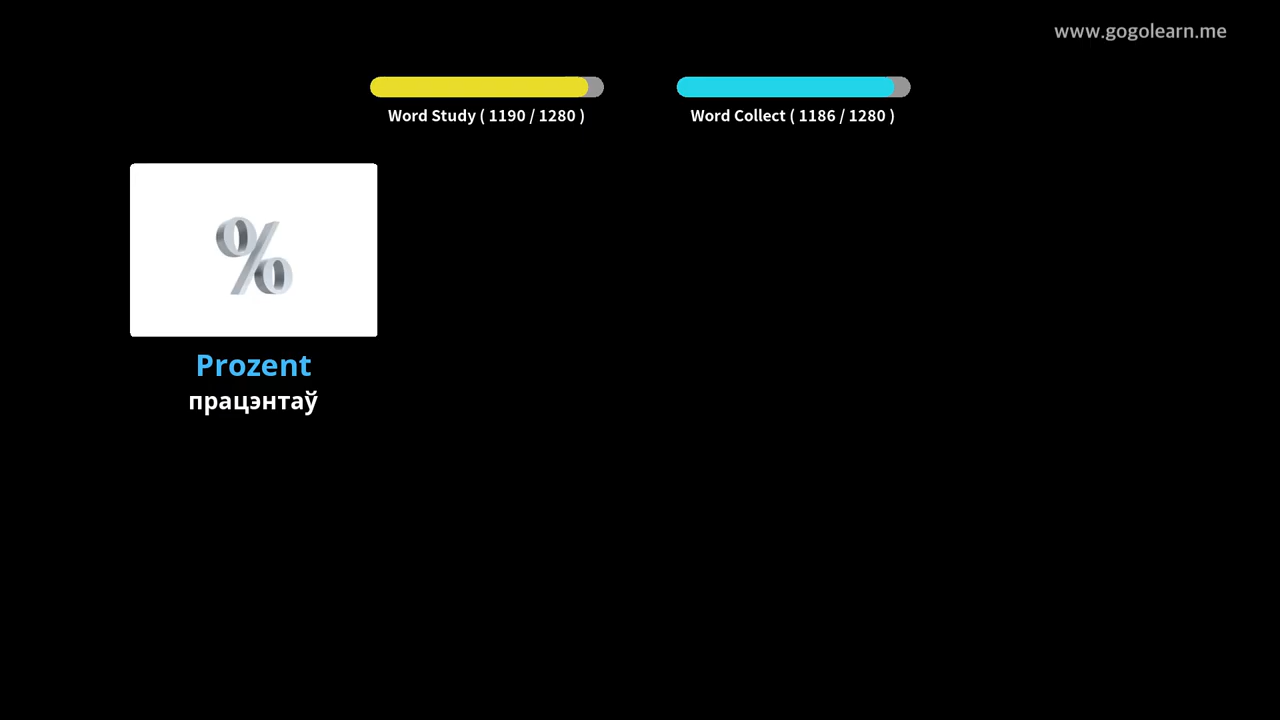 www.gogolearn.me
Word Study ( 1190 / 1280 )
Word Collect ( 1186 / 1280 )
%
Prozent
працэнтаў